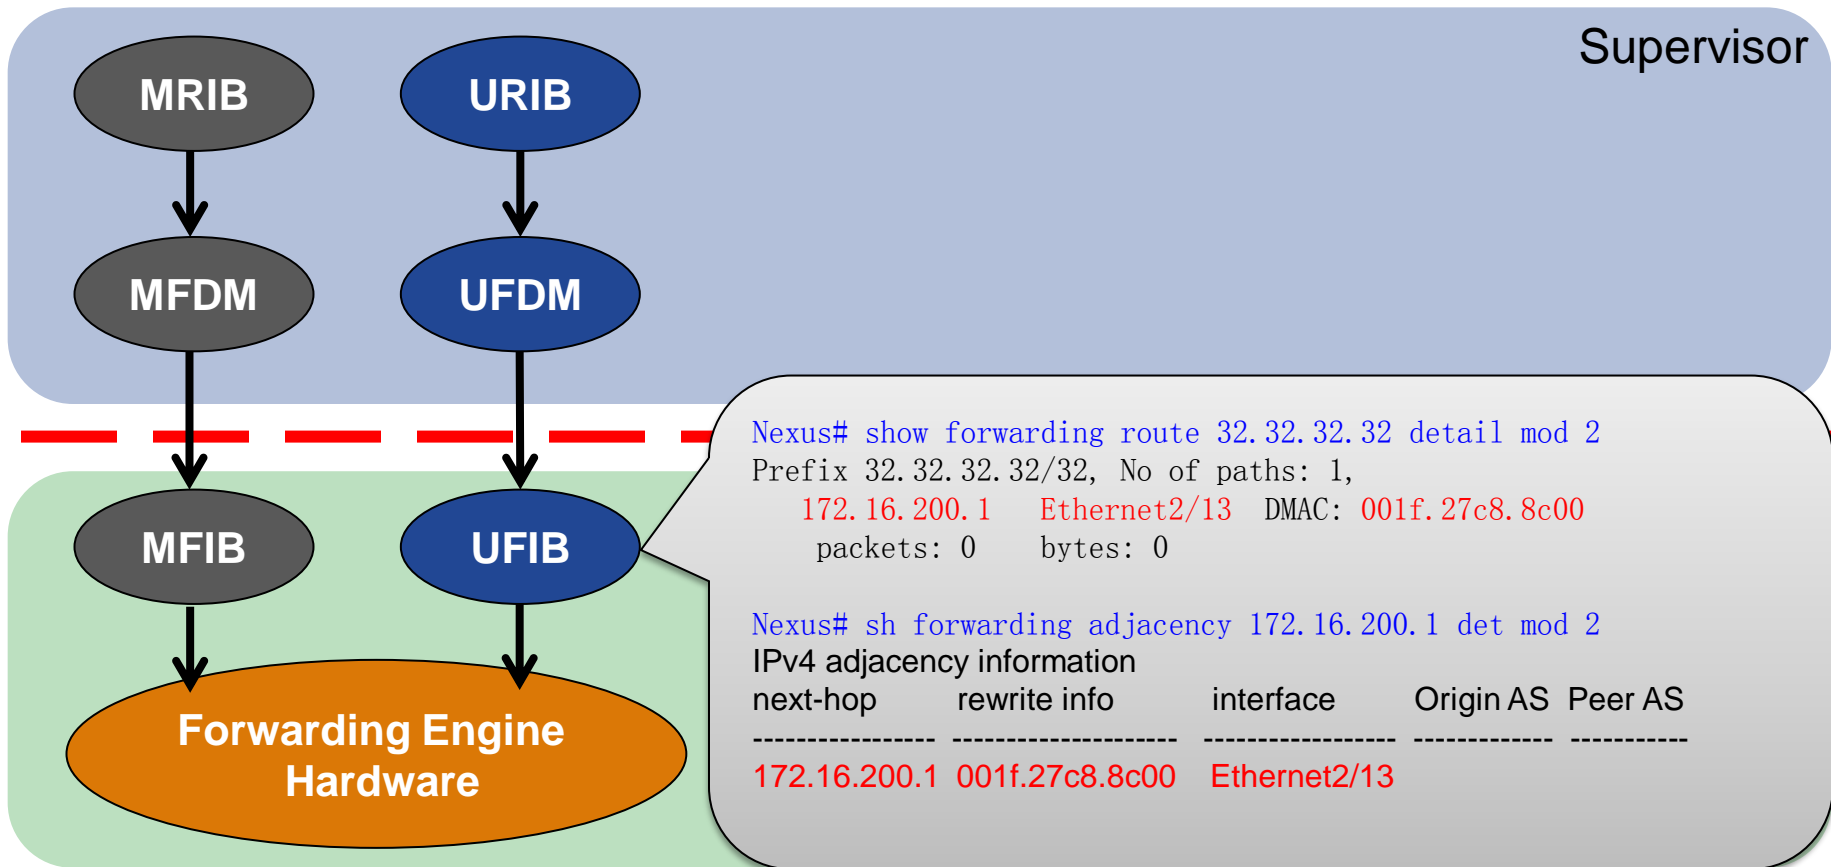 Supervisor
MRIB
URIB
MFDM
UFDM
MFIB
UFIB
Forwarding Engine
Hardware
Nexus# show forwarding route 32.32.32.32 detail mod 2
Prefix 32.32.32.32/32, No of paths: 1,
172.16.200.1 Ethernet2/13 DMAC: 001f.27c8.8c00
packets: 0 bytes: 0
Nexus# sh forwarding adjacency 172.16.200.1 det mod 2
IPv4 adjacency information
next-hop rewrite info interface Origin AS Peer AS
----------------- --------------------- ------------------ ------------- -----------
172.16.200.1 001f.27c8.8c00 Ethernet2/13